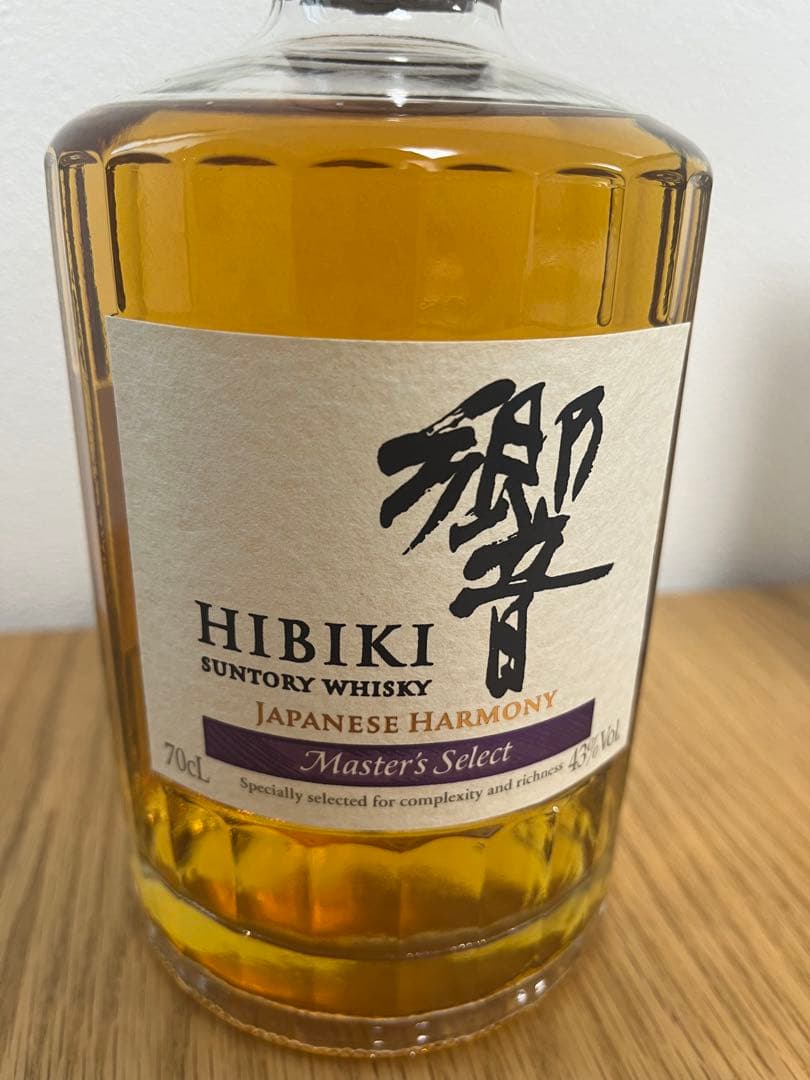 響
HIBIKI
SUNTORY WHISKY
JAPANESE HARMONY
Master's Select
70cL
43%Vol.
Specially selected for complexity and richness